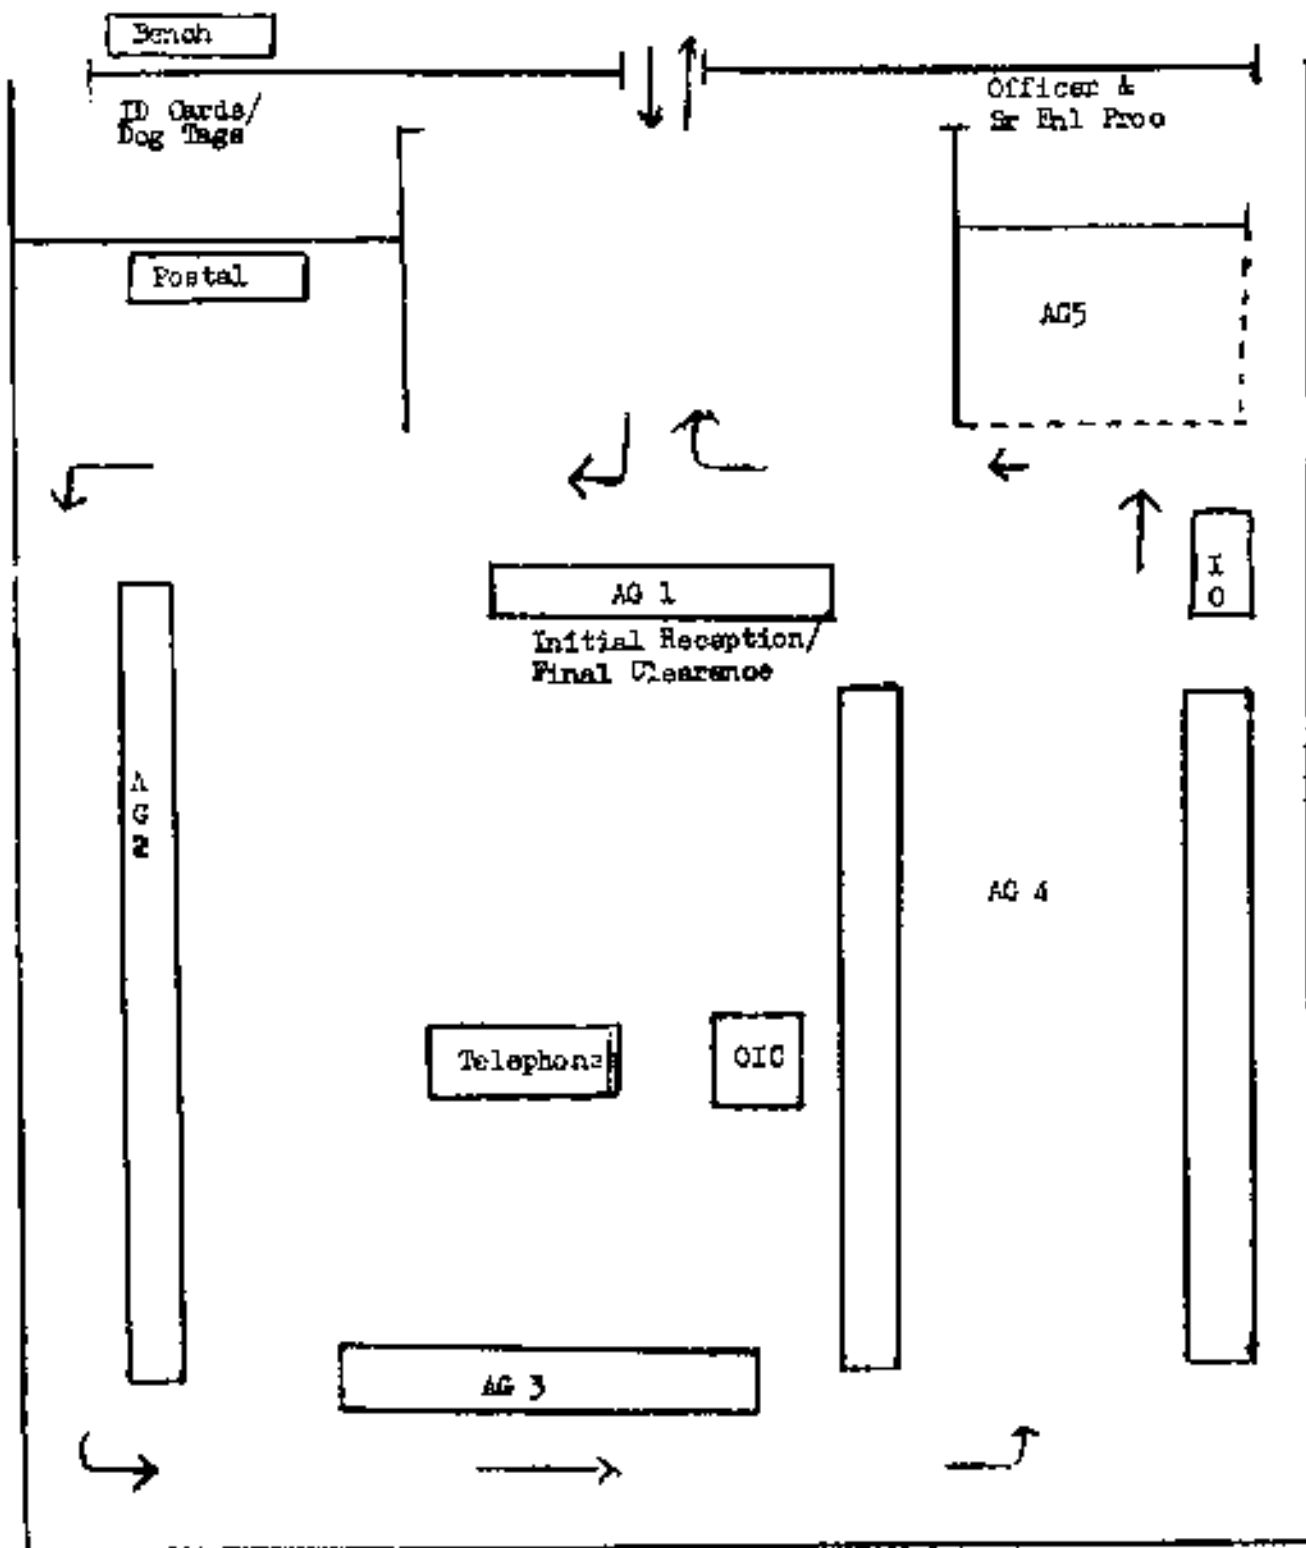 Bench
ID Cards/
Dog Tags
Officer &
Sr Enl Proc
Postal
AG5
AG 1
Initial Reception/
Final Clearence
I
O
A
G
2
AG 4
Telephone
OIC
AG 3